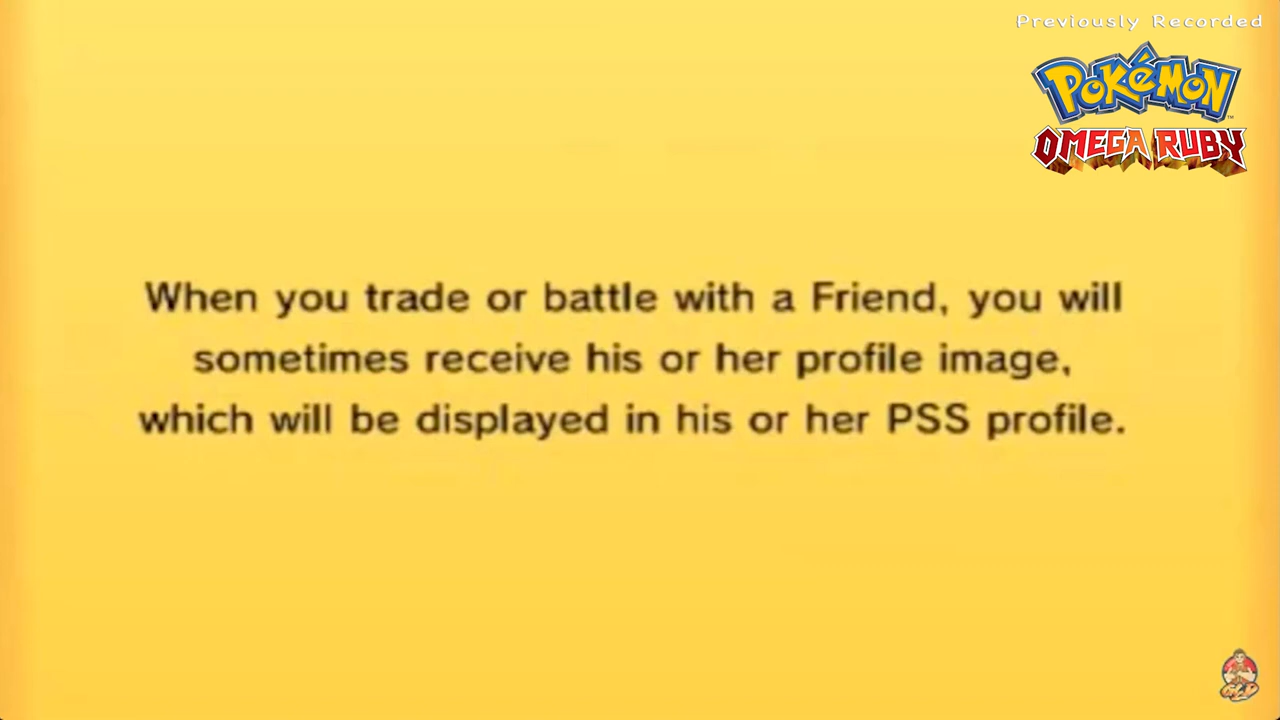 Previously Recorded
POKéMON
OMEGA RUBY
When you trade or battle with a Friend, you will
sometimes receive his or her profile image,
which will be displayed in his or her PSS profile.
GLD